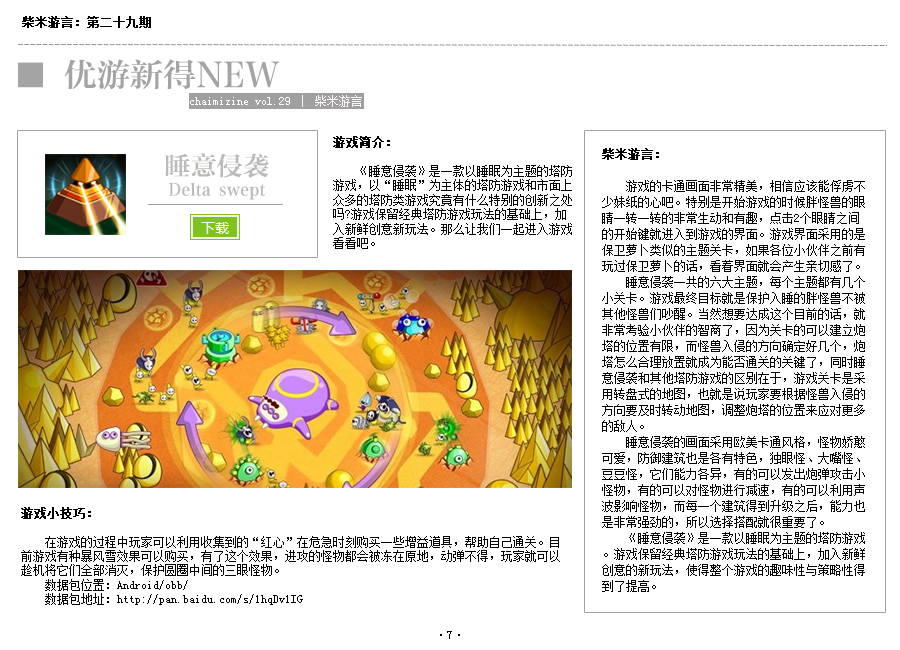 柴米游言：第二十九期
优游新得NEW
chaimizine vol.29 | 柴米游言
睡意侵袭
Delta swept
下载
游戏简介：
《睡意侵袭》是一款以睡眠为主题的塔防
游戏，以“睡眠”为主体的塔防游戏和市面上
众多的塔防类游戏究竟有什么特别的创新之处
吗?游戏保留经典塔防游戏玩法的基础上，加
入新鲜创意新玩法。那么让我们一起进入游戏
看看吧。
游戏小技巧：
在游戏的过程中玩家可以利用收集到的“红心”在危急时刻购买一些增益道具，帮助自己通关。目
前游戏有种暴风雪效果可以购买，有了这个效果，进攻的怪物都会被冻在原地，动弹不得，玩家就可以
趁机将它们全部消灭，保护圆圈中间的三眼怪物。
数据包位置：Android/obb/
数据包地址：http://pan.baidu.com/s/1hqDv1IG
柴米游言：
游戏的卡通画面非常精美，相信应该能俘虏不
少妹纸的心吧。特别是开始游戏的时候胖怪兽的眼
睛一转一转的非常生动和有趣，点击2个眼睛之间
的开始键就进入到游戏的界面。游戏界面采用的是
保卫萝卜类似的主题关卡，如果各位小伙伴之前有
玩过保卫萝卜的话，看着界面就会产生亲切感了。
睡意侵袭一共的六大主题，每个主题都有几个
小关卡。游戏最终目标就是保护入睡的胖怪兽不被
其他怪兽们吵醒。当然想要达成这个目前的话，就
非常考验小伙伴的智商了，因为关卡的可以建立炮
塔的位置有限，而怪兽入侵的方向确定好几个，炮
塔怎么合理放置就成为能否通关的关键了，同时睡
意侵袭和其他塔防游戏的区别在于，游戏关卡是采
用转盘式的地图，也就是说玩家要根据怪兽入侵的
方向要及时转动地图，调整炮塔的位置来应对更多
的敌人。
睡意侵袭的画面采用欧美卡通风格，怪物娇憨
可爱，防御建筑也是各有特色，独眼怪、大嘴怪、
豆豆怪，它们能力各异，有的可以发出炮弹攻击小
怪物，有的可以对怪物进行减速，有的可以利用声
波影响怪物，而每一个建筑得到升级之后，能力也
是非常强劲的，所以选择搭配就很重要了。
《睡意侵袭》是一款以睡眠为主题的塔防游戏
。游戏保留经典塔防游戏玩法的基础上，加入新鲜
创意的新玩法，使得整个游戏的趣味性与策略性得
到了提高。
·7·